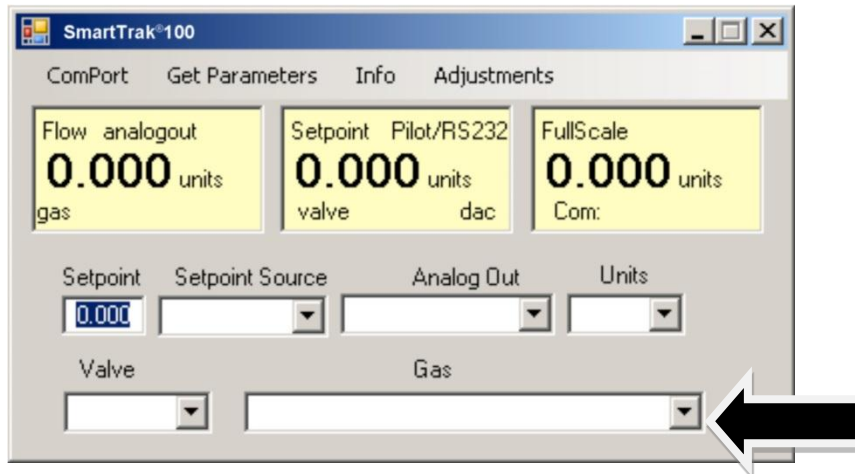 SmartTrak®100
ComPort Get Parameters Info Adjustments
Flow analogout
0.000 units
gas
Setpoint Pilot/RS232
0.000 units
valve dac
FullScale
0.000 units
Com:
Setpoint Setpoint Source Analog Out Units
0.000
Valve Gas